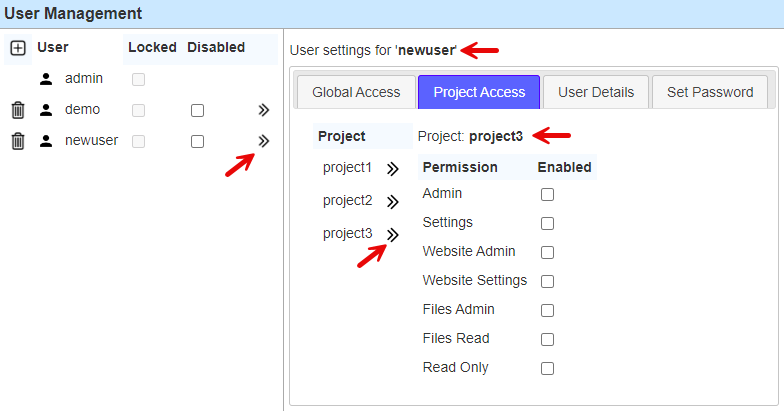 User Management
User Locked Disabled
admin
demo
newuser
User settings for 'newuser'
Global Access Project Access User Details Set Password
Project
project1
project2
project3
Project: project3
Permission Enabled
Admin
Settings
Website Admin
Website Settings
Files Admin
Files Read
Read Only